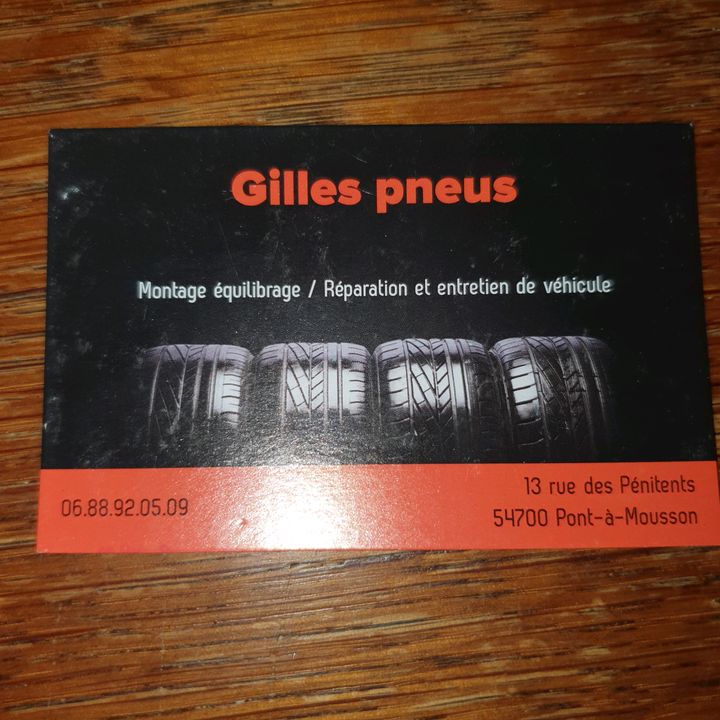 Gilles pneus
Montage équilibrage / Réparation et entretien de véhicule
06.88.92.05.09
13 rue des Pénitents
54700 Pont-à-Mousson